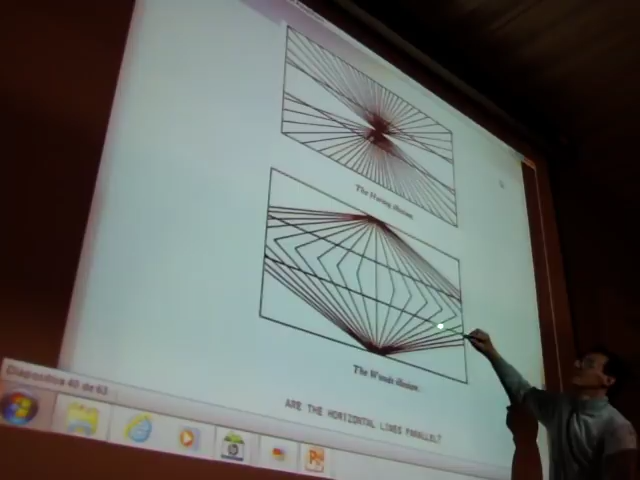 The Hering illusion.
The Wundt illusion.
ARE THE HORIZONTAL LINES PARALLEL?
Diapositiva 40 de 63